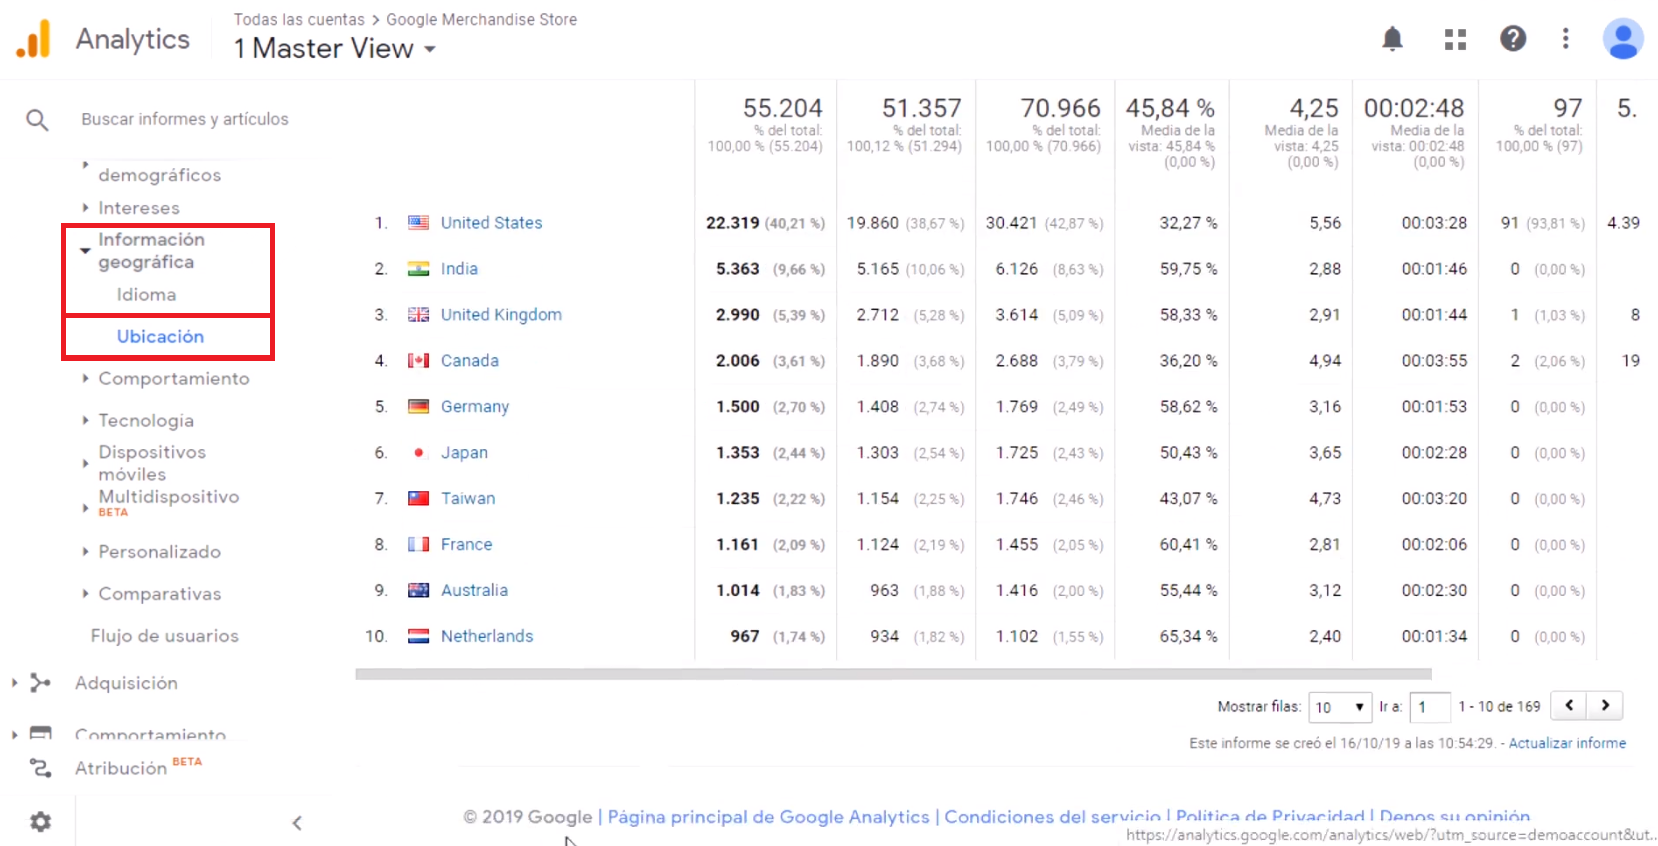 Todas las cuentas > Google Merchandise Store
Analytics
1 Master View
Buscar informes y artículos
demográficos
Intereses
Información
geográfica
Idioma
Ubicación
Comportamiento
Tecnología
Dispositivos
móviles
Multidispositivo
BETA
Personalizado
Comparativas
Flujo de usuarios
Adquisición
Comportamiento
Atribución BETA
55.204 51.357 70.966 45,84 % 4,25 00:02:48 97 5.
% del total: % del total: % del total: Media de la Media de la Media de la % del total:
100,00 % (55.204) 100,12 % (51.294) 100,00 % (70.966) vista: 45,84 % vista: 4,25 vista: 00:02:48 100,00 % (97)
(0,00 %) (0,00 %) (0,00 %)
1. United States 22.319 (40,21 %) 19.860 (38,67 %) 30.421 (42,87 %) 32,27 % 5,56 00:03:28 91 (93,81 %) 4.39
2. India 5.363 (9,66 %) 5.165 (10,06 %) 6.126 (8,63 %) 59,75 % 2,88 00:01:46 0 (0,00 %)
3. United Kingdom 2.990 (5,39 %) 2.712 (5,28 %) 3.614 (5,09 %) 58,33 % 2,91 00:01:44 1 (1,03 %) 8
4. Canada 2.006 (3,61 %) 1.890 (3,68 %) 2.688 (3,79 %) 36,20 % 4,94 00:03:55 2 (2,06 %) 19
5. Germany 1.500 (2,70 %) 1.408 (2,74 %) 1.769 (2,49 %) 58,62 % 3,16 00:01:53 0 (0,00 %)
6. Japan 1.353 (2,44 %) 1.303 (2,54 %) 1.725 (2,43 %) 50,43 % 3,65 00:02:28 0 (0,00 %)
7. Taiwan 1.235 (2,22 %) 1.154 (2,25 %) 1.746 (2,46 %) 43,07 % 4,73 00:03:20 0 (0,00 %)
8. France 1.161 (2,09 %) 1.124 (2,19 %) 1.455 (2,05 %) 60,41 % 2,81 00:02:06 0 (0,00 %)
9. Australia 1.014 (1,83 %) 963 (1,88 %) 1.416 (2,00 %) 55,44 % 3,12 00:02:30 0 (0,00 %)
10. Netherlands 967 (1,74 %) 934 (1,82 %) 1.102 (1,55 %) 65,34 % 2,40 00:01:34 0 (0,00 %)
Mostrar filas: 10 Ir a: 1 1 - 10 de 169
Este informe se creó el 16/10/19 a las 10:54:29. - Actualizar informe
© 2019 Google | Página principal de Google Analytics | Condiciones del servicio | Política de Privacidad | Denos su opinión
https://analytics.google.com/analytics/web/?utm_source=demoaccount&ut...